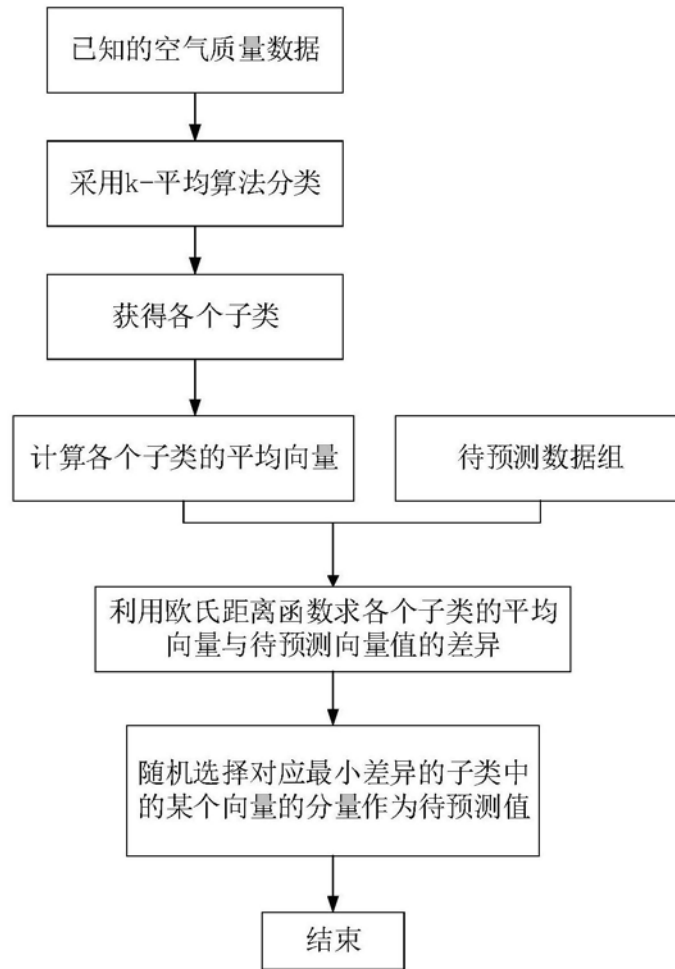 已知的空气质量数据
采用k-平均算法分类
获得各个子类
计算各个子类的平均向量
待预测数据组
利用欧氏距离函数求各个子类的平均
向量与待预测向量值的差异
随机选择对应最小差异的子类中
的某个向量的分量作为待预测值
结束